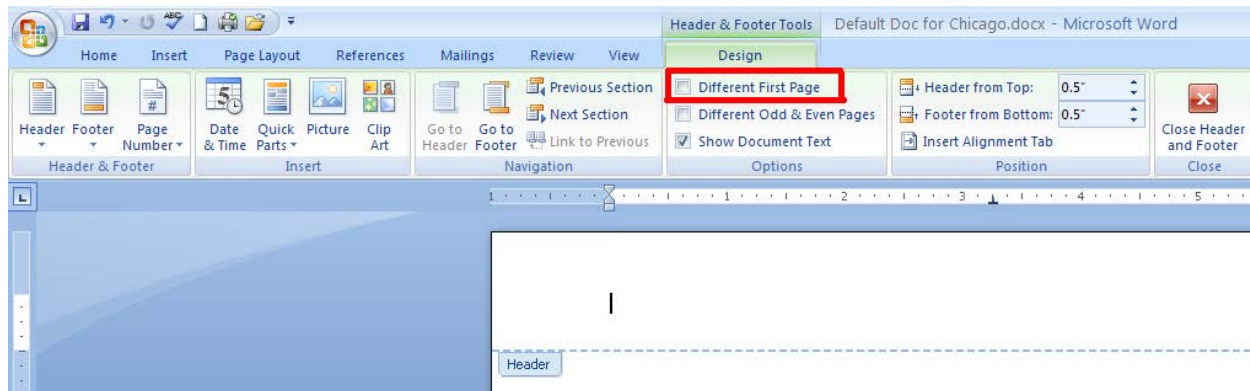 ABC
Header & Footer Tools Default Doc for Chicago.docx - Microsoft Word
Home Insert Page Layout References Mailings Review View Design
Header Footer Page Number
Date & Time Quick Parts Picture Clip Art
Go to Header Go to Footer Previous Section
Next Section
Link to Previous
Different First Page
Different Odd & Even Pages
Show Document Text
Header from Top: 0.5"
Footer from Bottom: 0.5"
Insert Alignment Tab
Close Header and Footer
Header & Footer Insert Navigation Options Position Close
L 1 1 2 3 4 5
Header